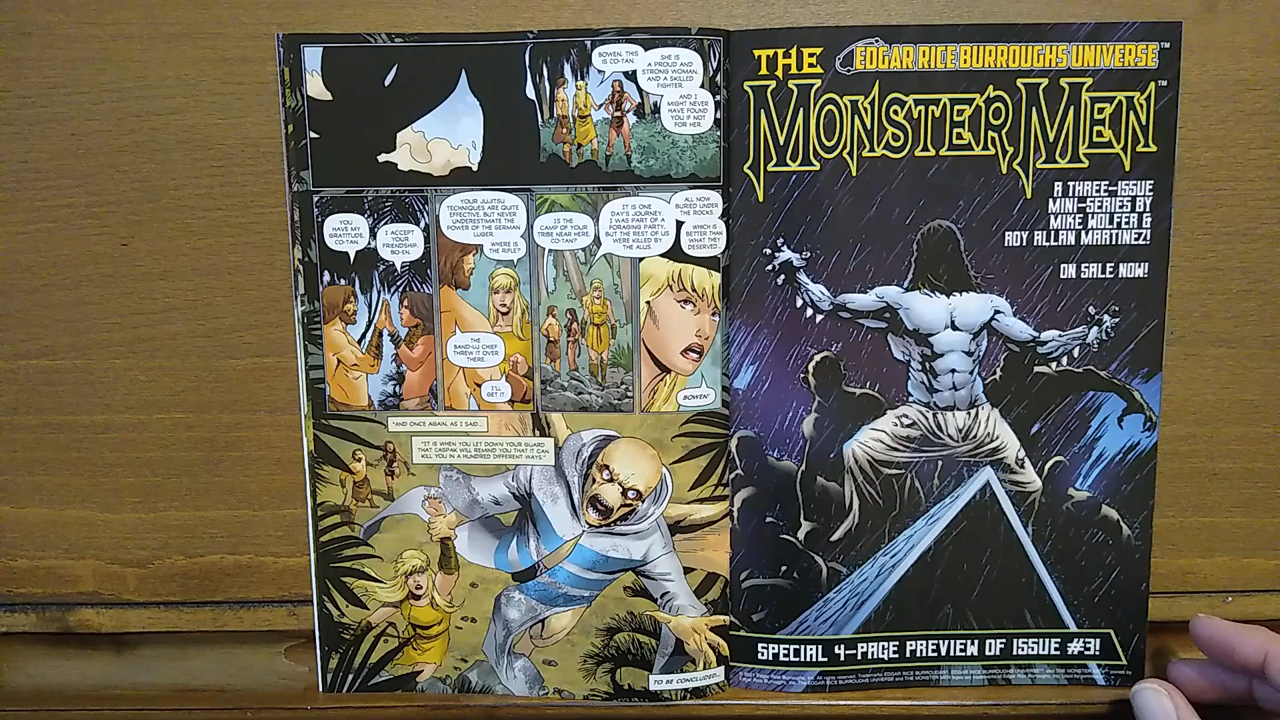 BOWEN, THIS
IS CO-TAN.
SHE IS
A PROUD AND
STRONG WOMAN,
AND A SKILLED
FIGHTER.
AND I
MIGHT NEVER
HAVE FOUND
YOU IF NOT
FOR HER.
YOU
HAVE MY
GRATITUDE,
CO-TAN.
I ACCEPT
YOUR
FRIENDSHIP,
BO-EN.
YOUR JUJITSU
TECHNIQUES ARE QUITE
EFFECTIVE, BUT NEVER
UNDERESTIMATE THE
POWER OF THE GERMAN
LUGER.
WHERE IS
THE RIFLE?
THE
BAND-LU CHIEF
THREW IT OVER
THERE.
I'LL
GET IT.
IS THE
CAMP OF YOUR
TRIBE NEAR HERE,
CO-TAN?
IT IS ONE
DAY'S JOURNEY.
I WAS PART OF A
FORAGING PARTY,
BUT THE REST OF US
WERE KILLED BY
THE ALUS.
ALL NOW
BURIED UNDER
THE ROCKS.
WHICH IS
BETTER THAN
WHAT THEY
DESERVED...
BOWEN"
"AND ONCE AGAIN, AS I SAID...
"IT IS WHEN YOU LET DOWN YOUR GUARD
THAT CASPAK WILL REMIND YOU THAT IT CAN
KILL YOU IN A HUNDRED DIFFERENT WAYS."
TO BE CONCLUDED...
EDGAR RICE BURROUGHS UNIVERSE™
THE
MONSTER MEN™
A THREE-ISSUE
MINI-SERIES BY
MIKE WOLFER &
ROY ALLAN MARTINEZ!
ON SALE NOW!
SPECIAL 4-PAGE PREVIEW OF ISSUE #3!